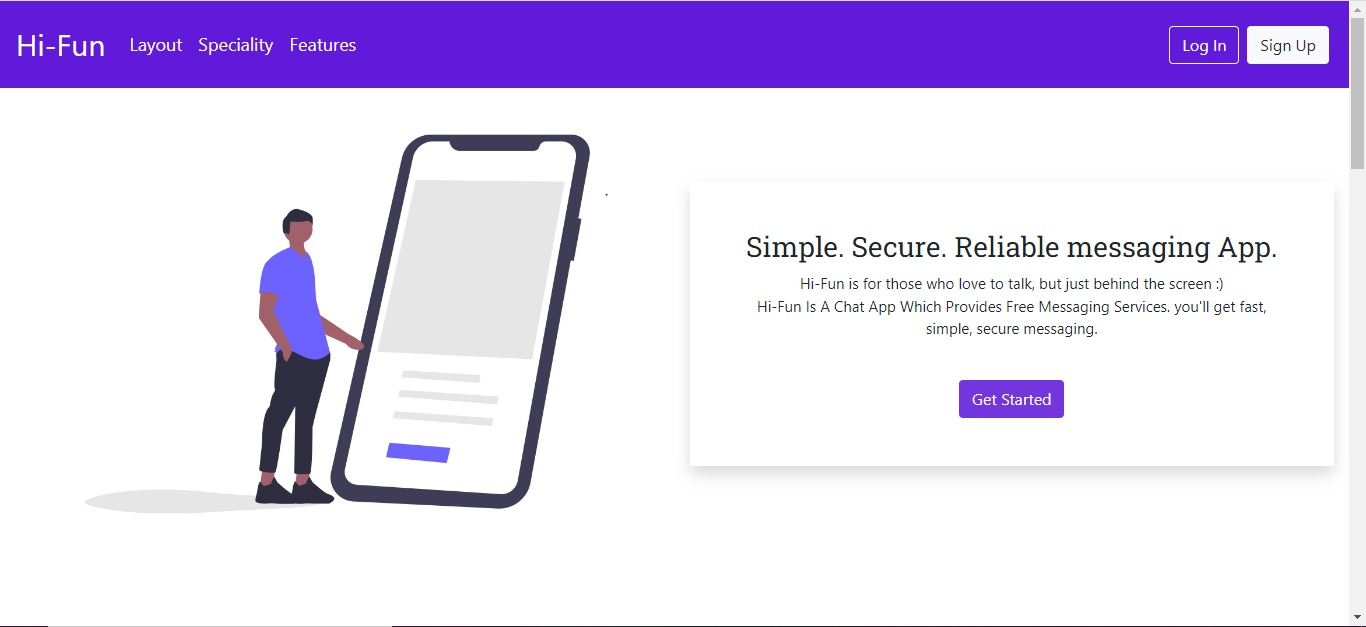 Hi-Fun Layout Speciality Features Log In Sign Up
Simple. Secure. Reliable messaging App.
Hi-Fun is for those who love to talk, but just behind the screen :)
Hi-Fun Is A Chat App Which Provides Free Messaging Services. you'll get fast,
simple, secure messaging.
Get Started